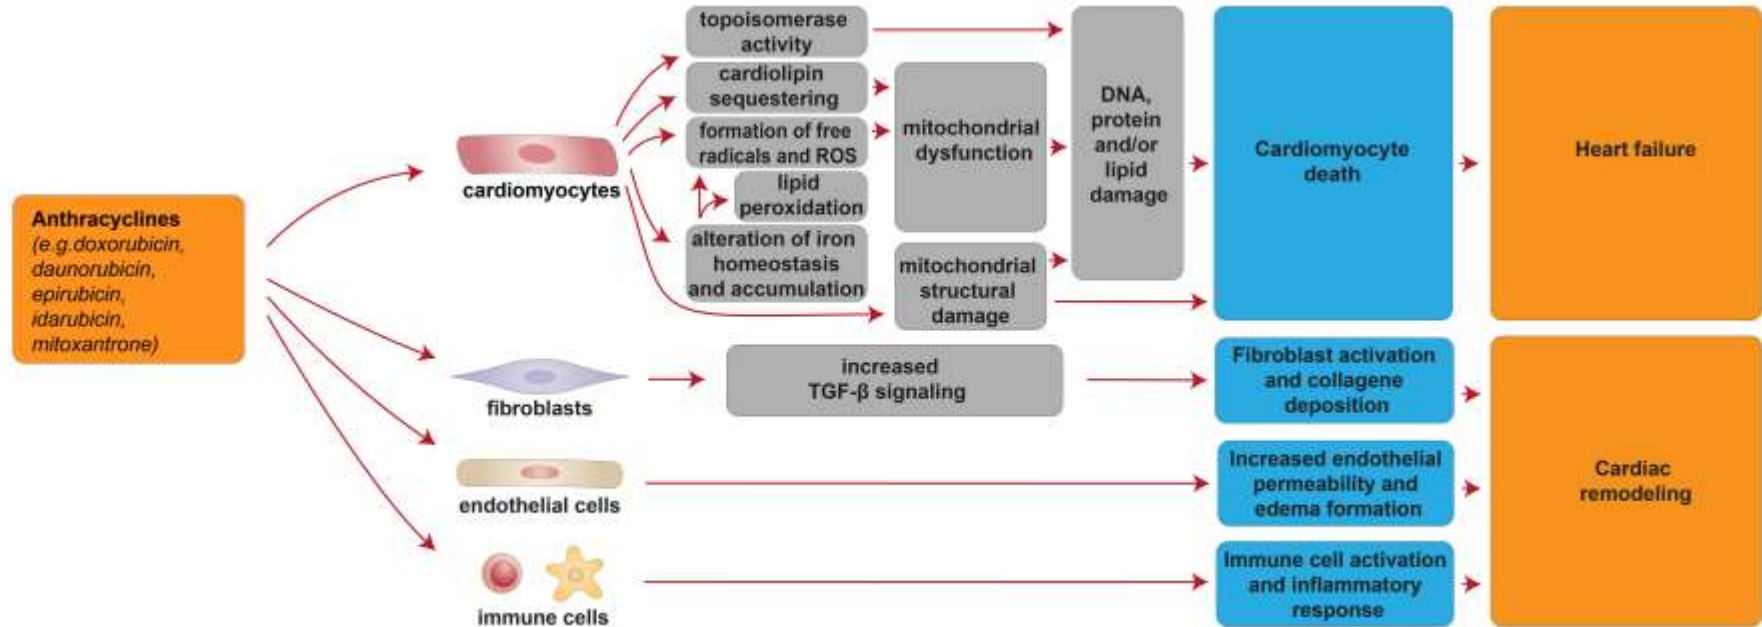 Anthracyclines
(e.g.doxorubicin,
daunorubicin,
epirubicin,
idarubicin,
mitoxantrone)
cardiomyocytes
fibroblasts
endothelial cells
immune cells
topoisomerase
activity
cardiolipin
sequestering
formation of free
radicals and ROS
lipid
peroxidation
alteration of iron
homeostasis
and accumulation
mitochondrial
dysfunction
mitochondrial
structural
damage
DNA,
protein
and/or
lipid
damage
increased
TGF-β signaling
Cardiomyocyte
death
Fibroblast activation
and collagene
deposition
Increased endothelial
permeability and
edema formation
Immune cell activation
and inflammatory
response
Heart failure
Cardiac
remodeling